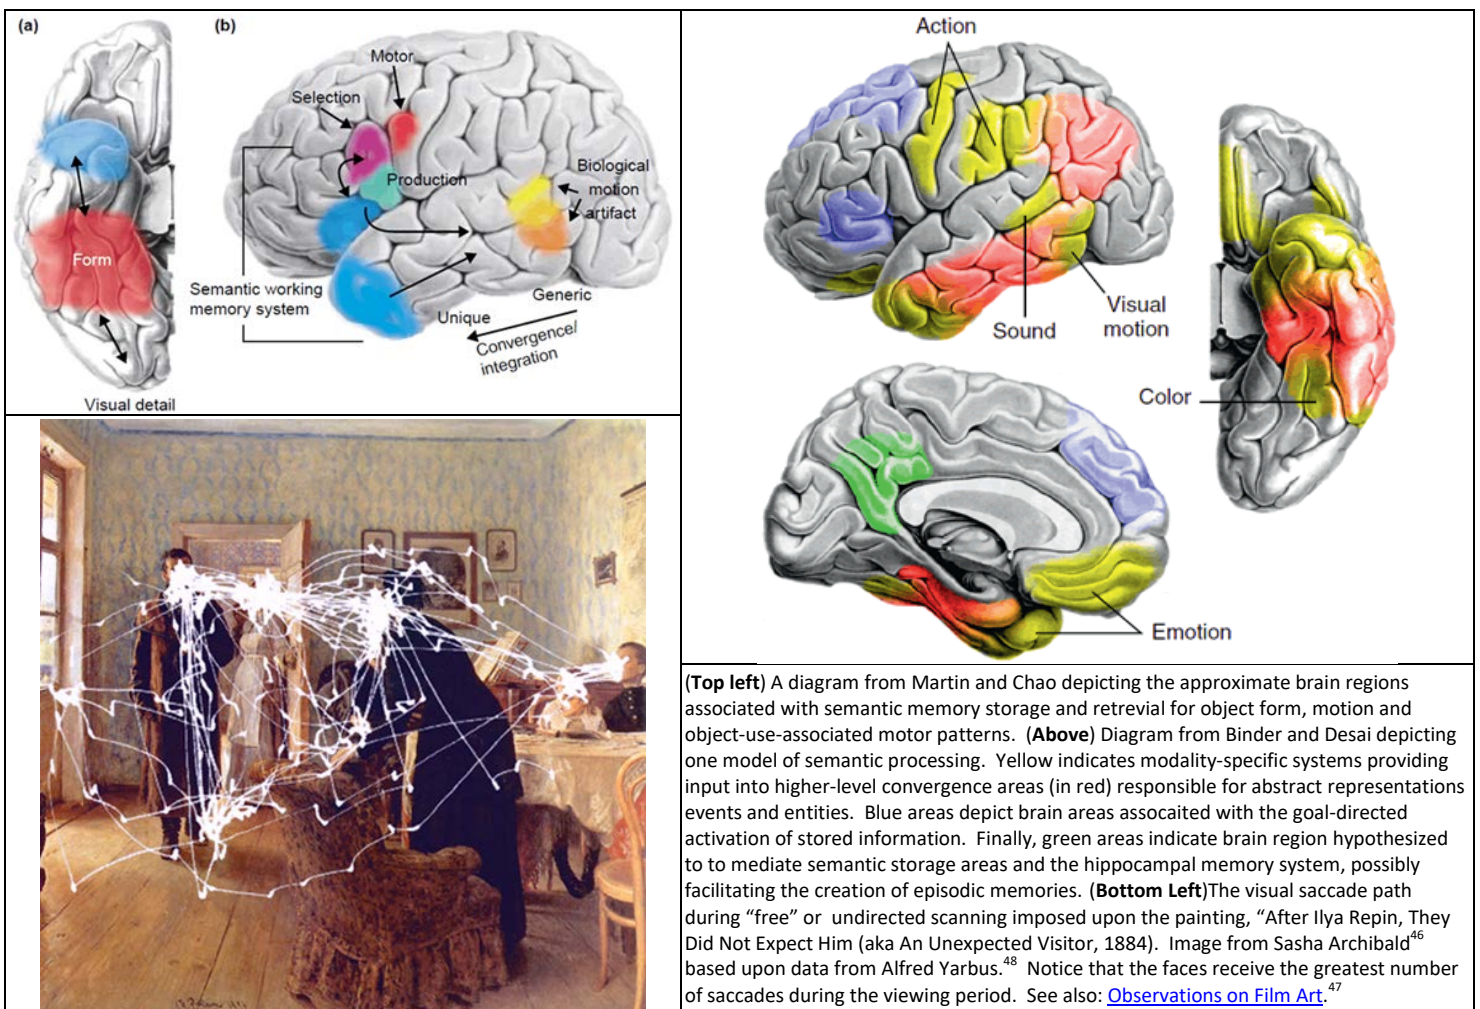 (a)
(b)
Motor
Selection
Biological
motion
artifact
Production
Form
Semantic working
memory system
Generic
Unique
Convergence/
integration
Visual detail
Action
Sound
Visual
motion
Color
Emotion
(Top left) A diagram from Martin and Chao depicting the approximate brain regions
associated with semantic memory storage and retrevial for object form, motion and
object-use-associated motor patterns.  (Above) Diagram from Binder and Desai depicting
one model of semantic processing.  Yellow indicates modality-specific systems providing
input into higher-level convergence areas (in red) responsible for abstract representations
events and entities.  Blue areas depict brain areas assocaited with the goal-directed
activation of stored information.  Finally, green areas indicate brain region hypothesized
to to mediate semantic storage areas and the hippocampal memory system, possibly
facilitating the creation of episodic memories. (Bottom Left)The visual saccade path
during “free” or  undirected scanning imposed upon the painting, “After Ilya Repin, They
Did Not Expect Him (aka An Unexpected Visitor, 1884).  Image from Sasha Archibald46
based upon data from Alfred Yarbus.48  Notice that the faces receive the greatest number
of saccades during the viewing period.  See also: Observations on Film Art.47